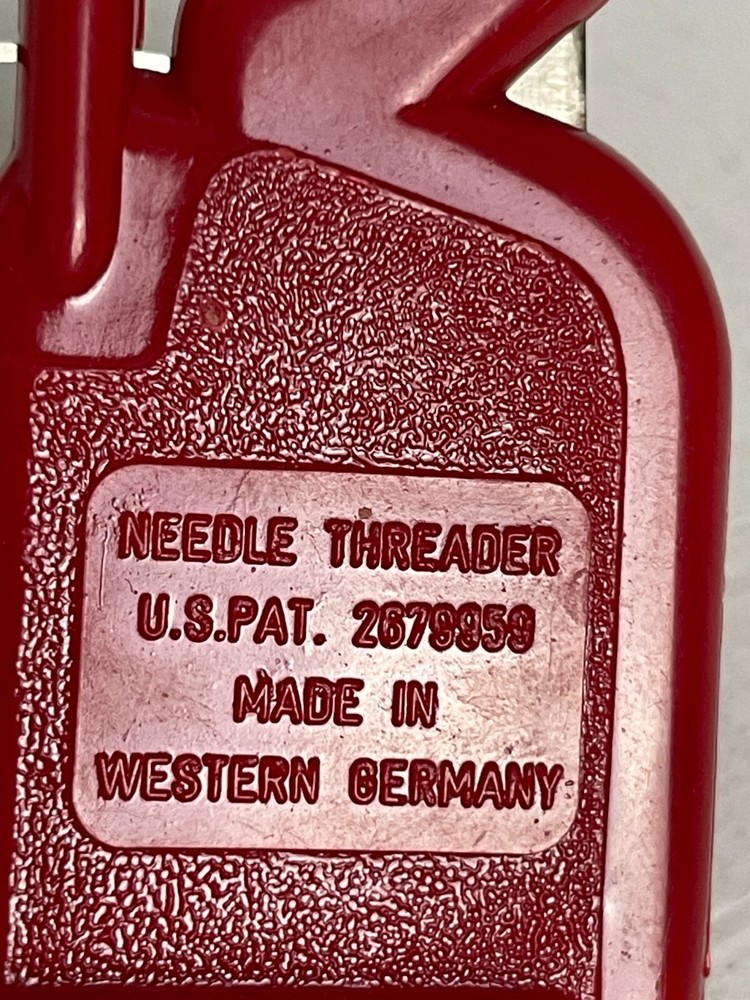 NEEDLE THREADER
U.S.PAT. 2679959
MADE IN
WESTERN GERMANY